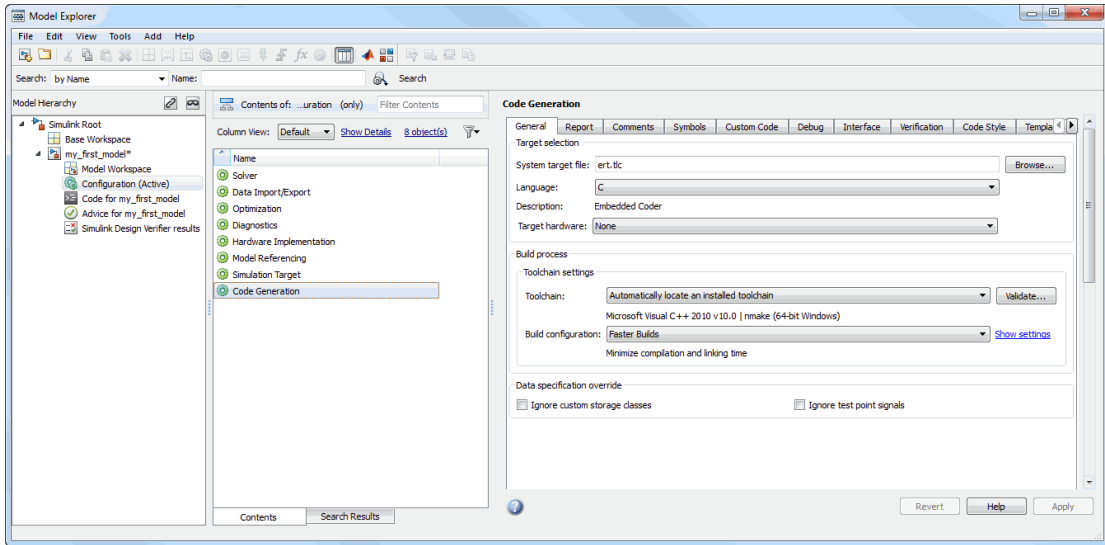 Model Explorer
File Edit View Tools Add Help
fx
Search: by Name Name: Search
Model Hierarchy
Simulink Root
Base Workspace
my_first_model*
Model Workspace
Configuration (Active)
Code for my_first_model
Advice for my_first_model
Simulink Design Verifier results
Contents of: ...uration (only) Filter Contents
Column View: Default Show Details 8 object(s)
Name
Solver
Data Import/Export
Optimization
Diagnostics
Hardware Implementation
Model Referencing
Simulation Target
Code Generation
Contents Search Results
Code Generation
General Report Comments Symbols Custom Code Debug Interface Verification Code Style Templa
Target selection
System target file: ert.tlc Browse...
Language: C
Description: Embedded Coder
Target hardware: None
Build process
Toolchain settings
Toolchain: Automatically locate an installed toolchain Validate...
Microsoft Visual C++ 2010 v10.0 | nmake (64-bit Windows)
Build configuration: Faster Builds Show settings
Minimize compilation and linking time
Data specification override
Ignore custom storage classes Ignore test point signals
Revert Help Apply